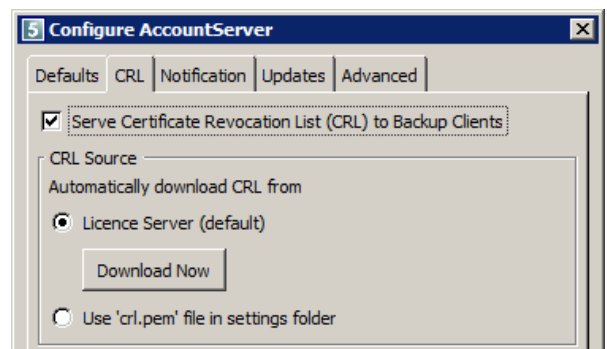 5 Configure AccountServer
Defaults CRL Notification Updates Advanced
Serve Certificate Revocation List (CRL) to Backup Clients
CRL Source
Automatically download CRL from
Licence Server (default)
Download Now
Use 'crl.pem' file in settings folder